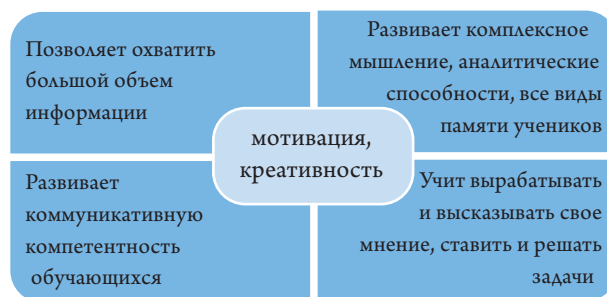 Позволяет охватить
большой объем
информации
Развивает комплексное
мышление, аналитические
способности, все виды
памяти учеников
мотивация,
креативность
Развивает
коммуникативную
компетентность
обучающихся
Учит вырабатывать
и высказывать свое
мнение, ставить и решать
задачи